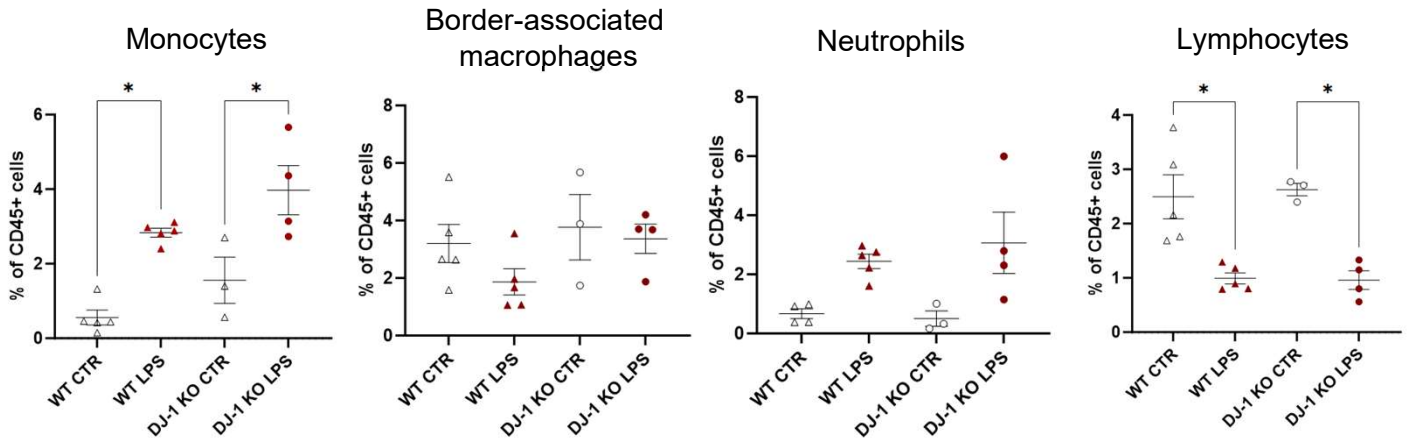 Monocytes
% of CD45+ cells
6
4
2
0
*
*
WT CTR
WT LPS
DJ-1 KO CTR
DJ-1 KO LPS
Border-associated
macrophages
% of CD45+ cells
8
6
4
2
0
WT CTR
WT LPS
DJ-1 KO CTR
DJ-1 KO LPS
Neutrophils
% of CD45+ cells
8
6
4
2
0
WT CTR
WT LPS
DJ-1 KO CTR
DJ-1 KO LPS
Lymphocytes
% of CD45+ cells
4
3
2
1
0
*
*
WT CTR
WT LPS
DJ-1 KO CTR
DJ-1 KO LPS